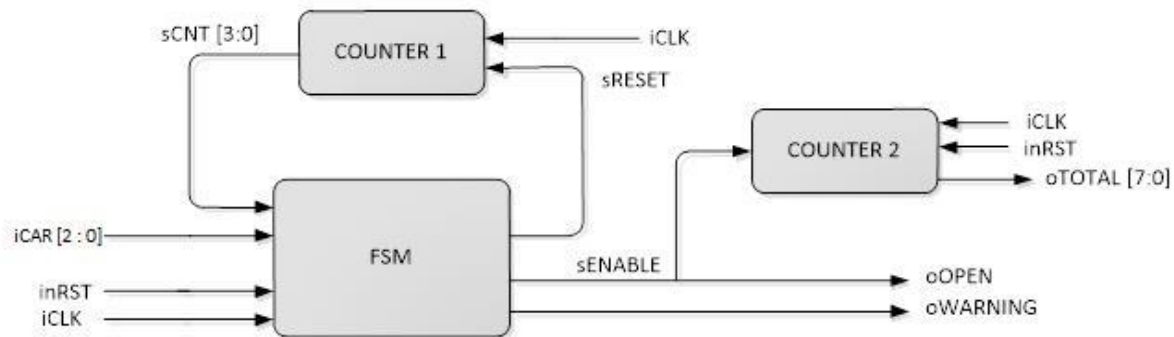 sCNT [3:0]
COUNTER 1
iCLK
sRESET
COUNTER 2
iCLK
inRST
oTOTAL [7:0]
iCAR [2 : 0]
FSM
sENABLE
inRST
iCLK
oOPEN
oWARNING